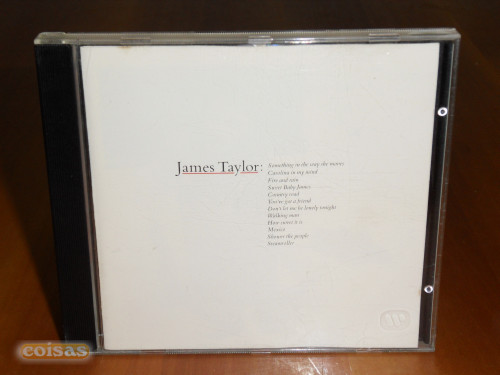 James Taylor:
Something in the way she moves
Carolina in my mind
Fire and rain
Sweet Baby James
Country road
You've got a friend
Don't let me be lonely tonight
Walking man
How sweet it is
Mexico
Shower the people
Steamroller
coisas